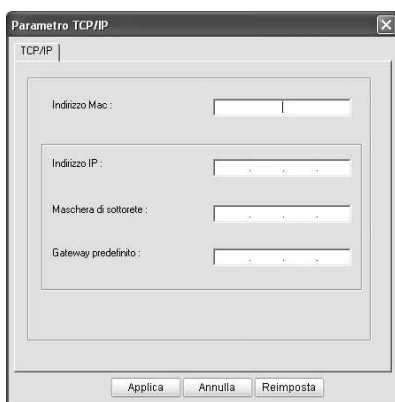 Parametro TCP/IP
TCP/IP
Indirizzo Mac :
Indirizzo IP :
. . .
Maschera di sottorete :
. . .
Gateway predefinito :
. . .
Applica Annulla Reimposta